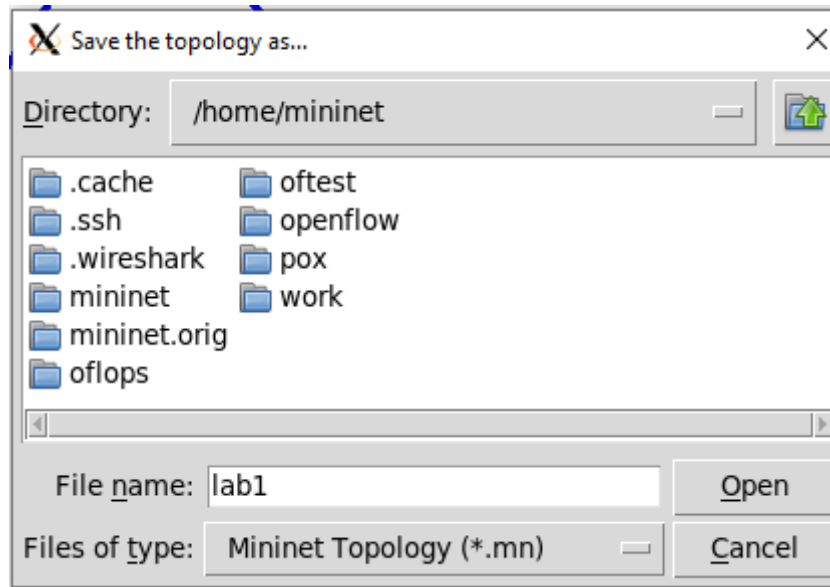 Save the topology as...
Directory: /home/mininet
.cache oftest
.ssh openflow
.wireshark pox
mininet work
mininet.orig
oflops
File name: lab1 Open
Files of type: Mininet Topology (*.mn) Cancel